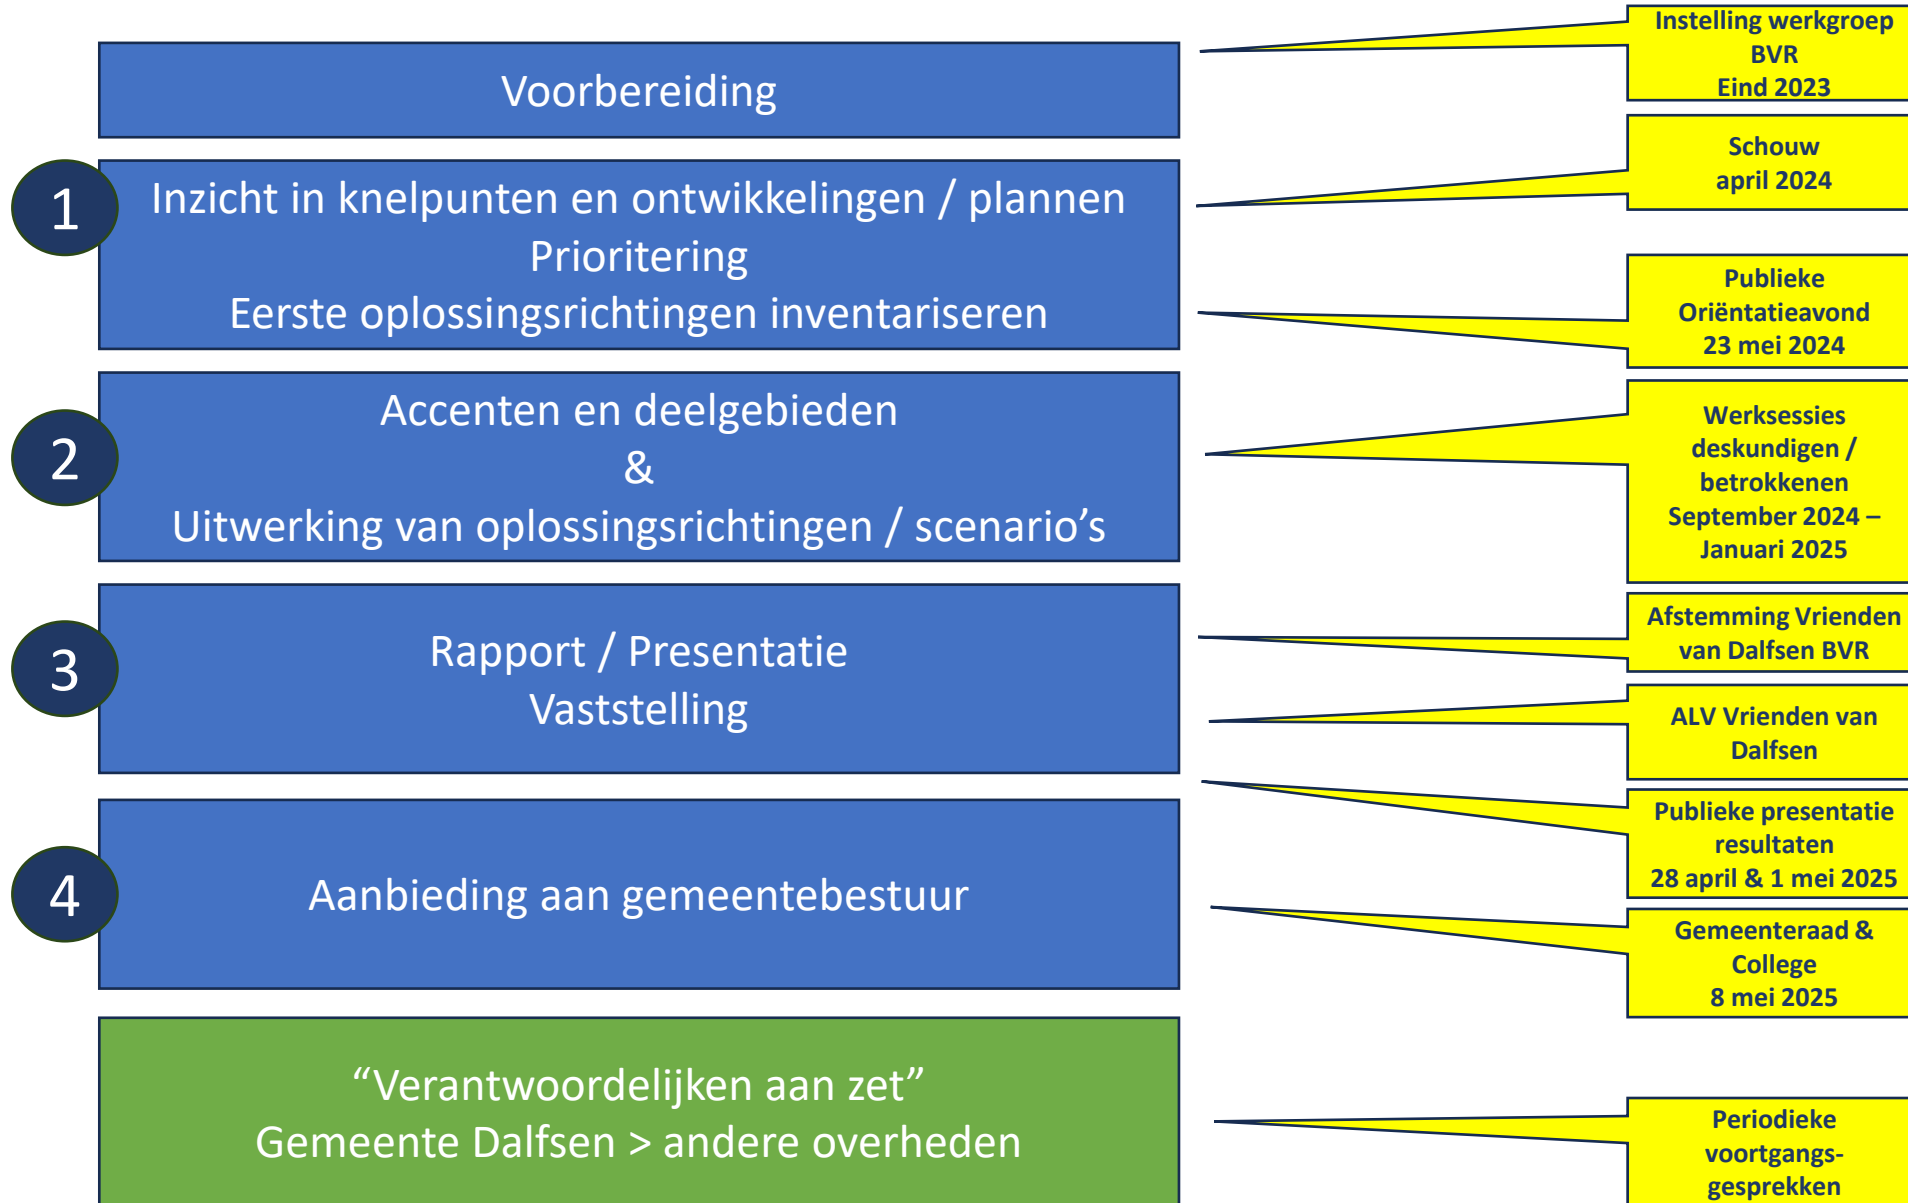 Voorbereiding
Instelling werkgroep
BVR
Eind 2023
1
Inzicht in knelpunten en ontwikkelingen / plannen
Prioritering
Eerste oplossingsrichtingen inventariseren
Schouw
april 2024
Publieke
Oriëntatieavond
23 mei 2024
2
Accenten en deelgebieden
&
Uitwerking van oplossingsrichtingen / scenario’s
Werksessies
deskundigen /
betrokkenen
September 2024 –
Januari 2025
3
Rapport / Presentatie
Vaststelling
Afstemming Vrienden
van Dalfsen BVR
ALV Vrienden van
Dalfsen
Publieke presentatie
resultaten
28 april & 1 mei 2025
4
Aanbieding aan gemeentebestuur
Gemeenteraad &
College
8 mei 2025
“Verantwoordelijken aan zet”
Gemeente Dalfsen > andere overheden
Periodieke
voortgangs-
gesprekken